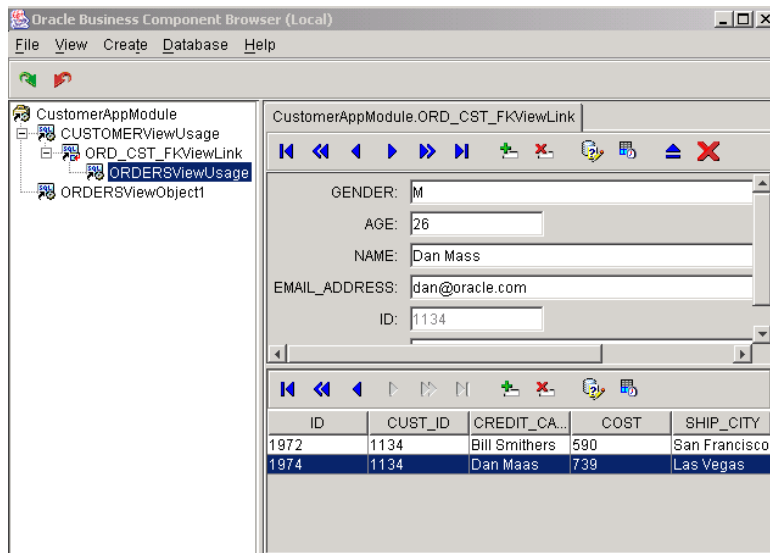 Oracle Business Component Browser (Local)
File View Create Database Help
CustomerAppModule
CUSTOMERViewUsage
ORD_CST_FKViewLink
ORDERSViewUsage
ORDERSViewObject1
CustomerAppModule.ORD_CST_FKViewLink
GENDER: M
AGE: 26
NAME: Dan Mass
EMAIL_ADDRESS: dan@oracle.com
ID: 1134
ID CUST_ID CREDIT_CA... COST SHIP_CITY
1972 1134 Bill Smithers 590 San Francisco
1974 1134 Dan Maas 739 Las Vegas